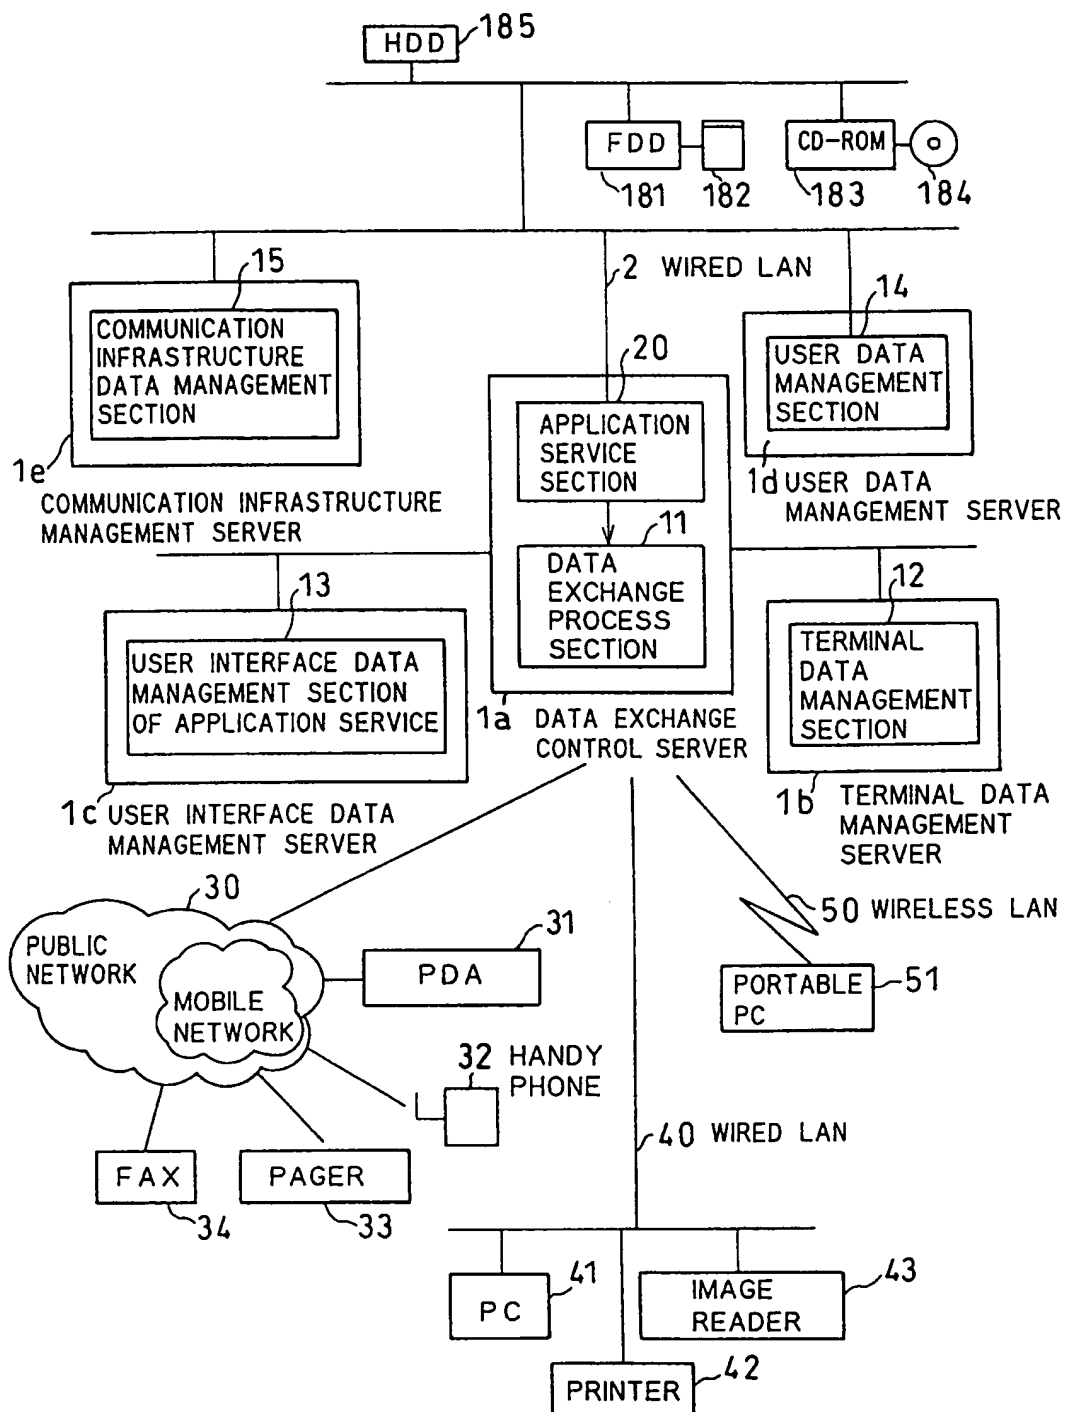 HDD
185
FDD
CD-ROM
181
182
183
184
2 WIRED LAN
15
COMMUNICATION
INFRASTRUCTURE
DATA MANAGEMENT
SECTION
1e
COMMUNICATION INFRASTRUCTURE
MANAGEMENT SERVER
14
USER DATA
MANAGEMENT
SECTION
1d USER DATA
MANAGEMENT SERVER
20
APPLICATION
SERVICE
SECTION
11
DATA
EXCHANGE
PROCESS
SECTION
1a DATA EXCHANGE
CONTROL SERVER
13
USER INTERFACE DATA
MANAGEMENT SECTION
OF APPLICATION SERVICE
1c USER INTERFACE DATA
MANAGEMENT SERVER
12
TERMINAL
DATA
MANAGEMENT
SECTION
1b TERMINAL DATA
MANAGEMENT
SERVER
30
PUBLIC
NETWORK
MOBILE
NETWORK
31
PDA
32 HANDY
PHONE
50 WIRELESS LAN
PORTABLE
PC
51
FAX
34
PAGER
33
40 WIRED LAN
PC
41
IMAGE
READER
43
PRINTER
42